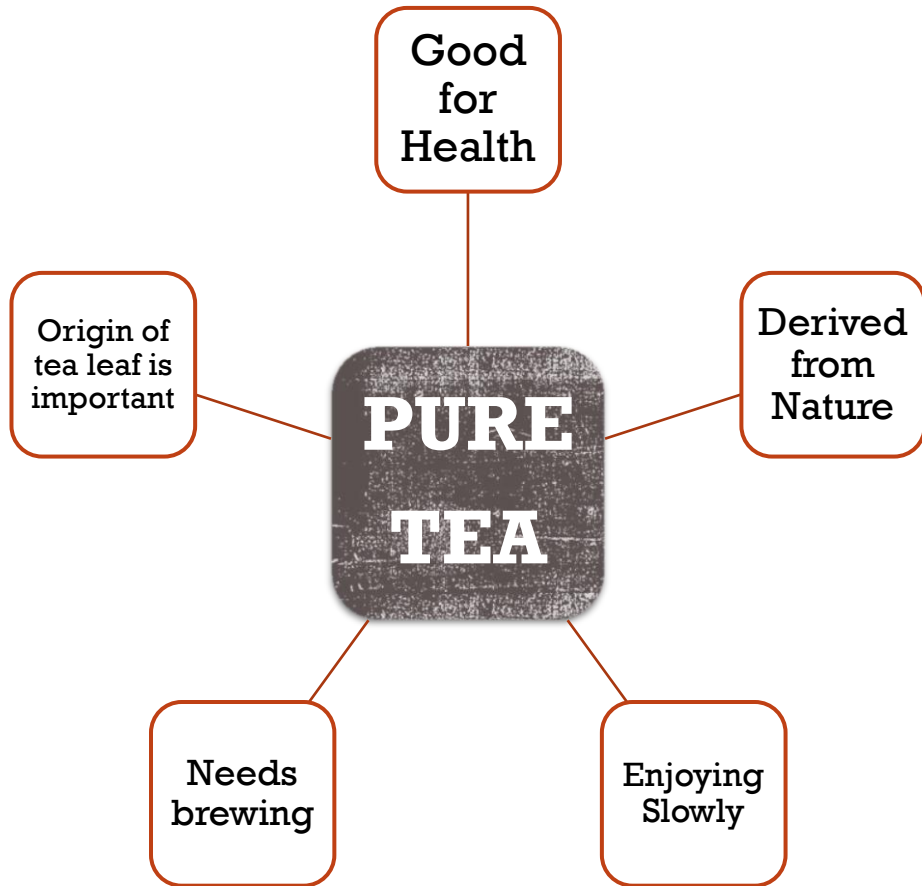 Good
for
Health
Origin of
tea leaf is
important
Derived
from
Nature
PURE
TEA
Needs
brewing
Enjoying
Slowly